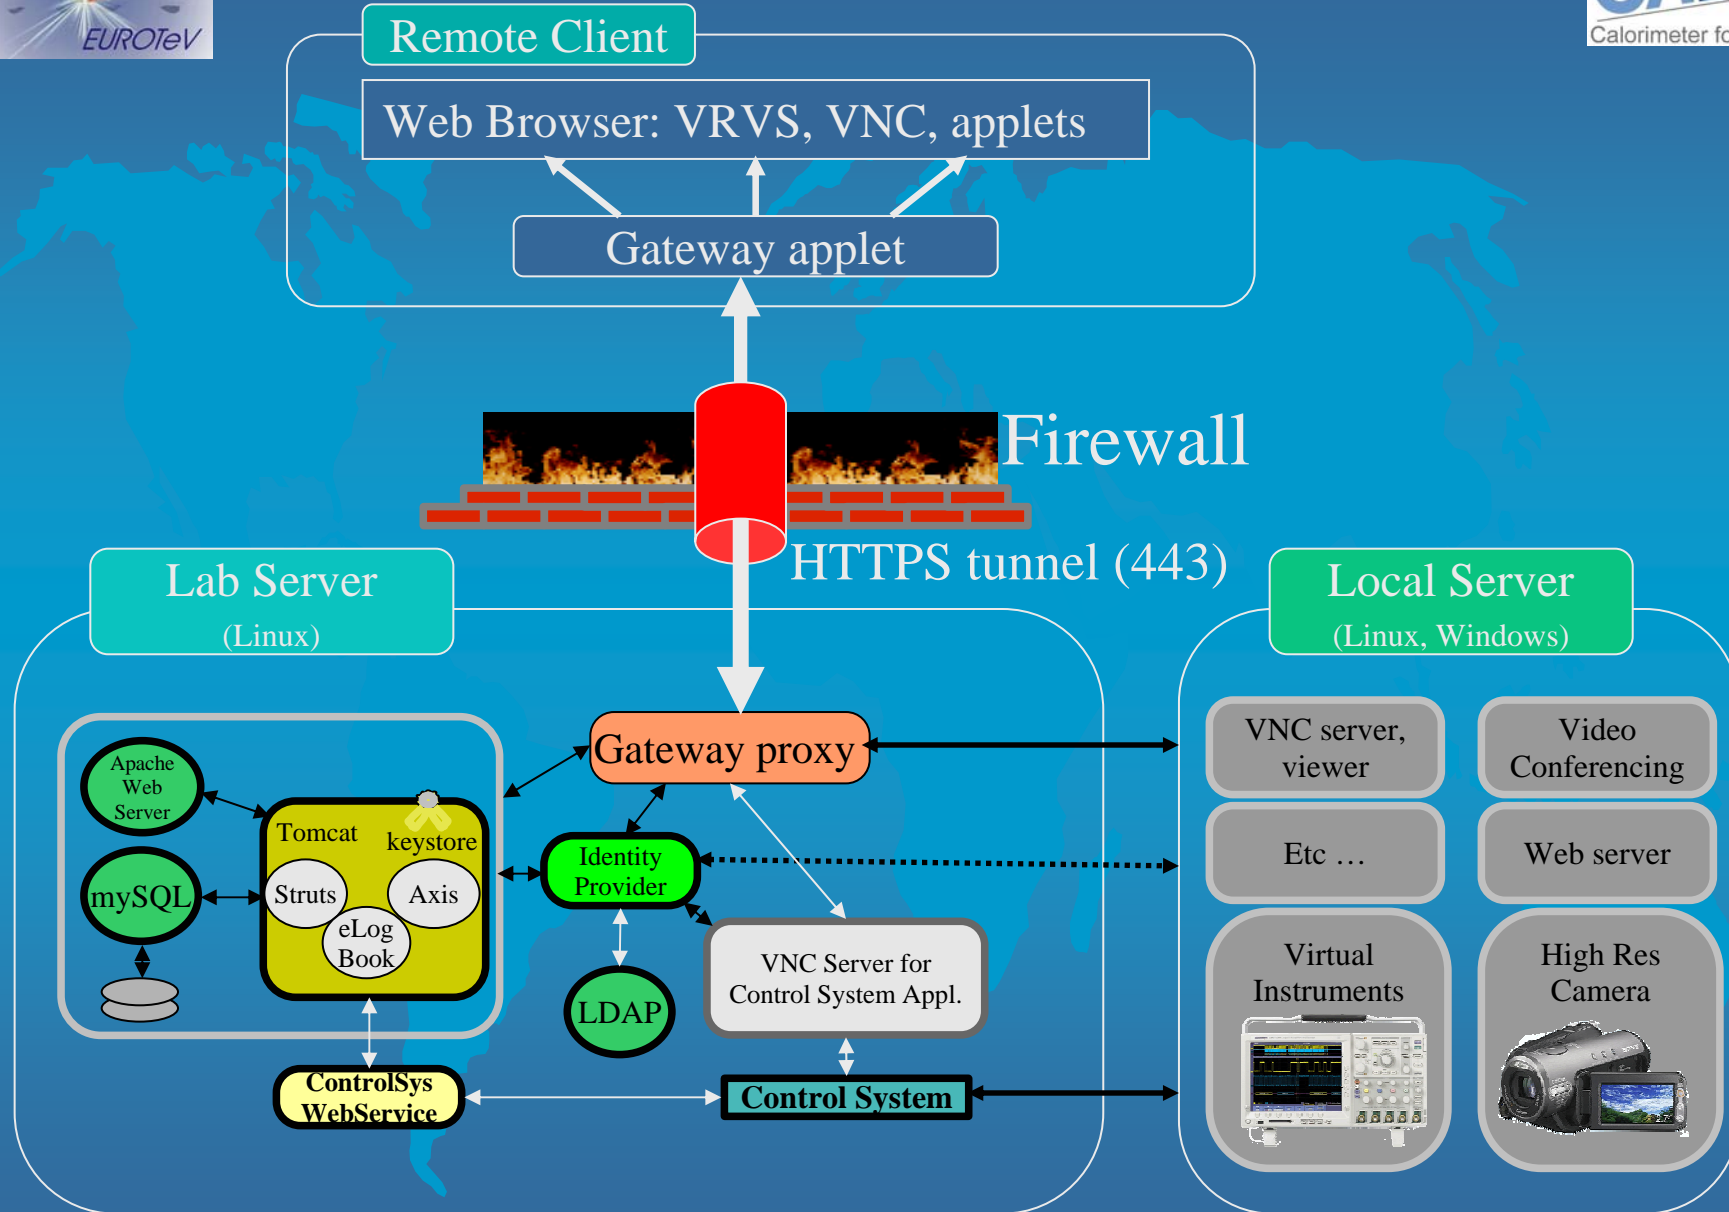 EUROTeV
Calorimeter fo
Remote Client
Web Browser: VRVS, VNC, applets
Gateway applet
Firewall
HTTPS tunnel (443)
Lab Server
(Linux)
Local Server
(Linux, Windows)
Gateway proxy
Apache
Web
Server
Tomcat
keystore
mySQL
Struts
Axis
eLog
Book
Identity
Provider
LDAP
VNC Server for
Control System Appl.
ControlSys
WebService
Control System
VNC server,
viewer
Video
Conferencing
Etc …
Web server
Virtual
Instruments
High Res
Camera